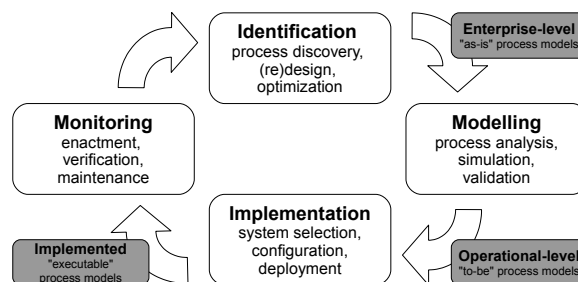 Identification
process discovery,
(re)design,
optimization
Enterprise-level
"as-is" process models
Monitoring
enactment,
verification,
maintenance
Modelling
process analysis,
simulation,
validation
Implementation
system selection,
configuration,
deployment
Implemented
"executable"
process models
Operational-level
"to-be" process models